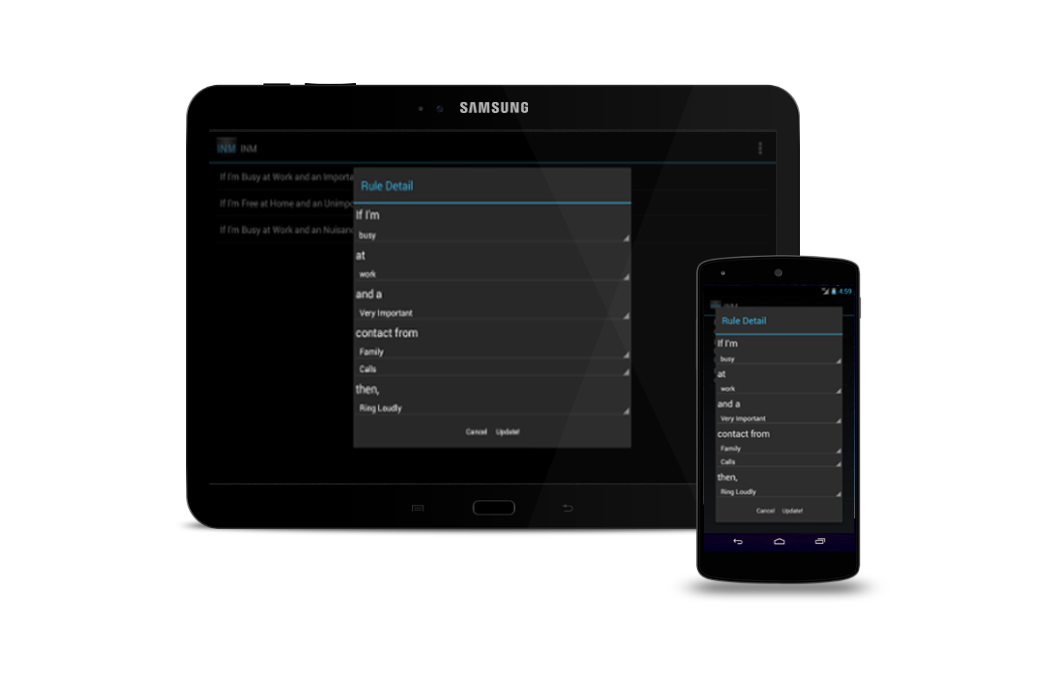 SAMSUNG
INM INM
If I'm Busy at Work and an Importa
If I'm Free at Home and an Unimpo
If I'm Busy at Work and an Nuisan
Rule Detail
If I'm
busy
at
work
and a
Very Important
contact from
Family
Calls
then,
Ring Loudly
Cancel Update!
4:59
INM
Rule Detail
If I'm
busy
at
work
and a
Very Important
contact from
Family
Calls
then,
Ring Loudly
Cancel Update!